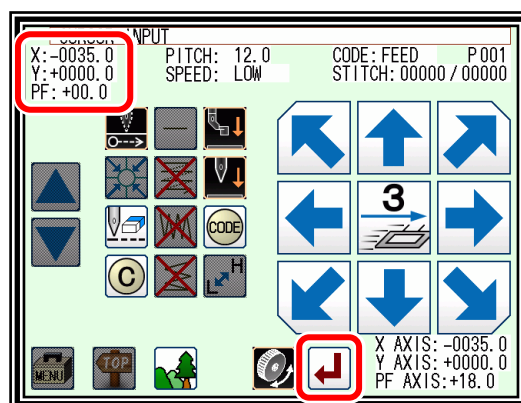 CURSOR INPUT
X:-0035.0 PITCH: 12.0 CODE:FEED P001
Y:+0000.0 SPEED: LOW STITCH:00000/00000
PF:+00.0
3
CODE
C
L H
X AXIS:-0035.0
Y AXIS:+0000.0
PF AXIS:+18.0
MENU
TOP